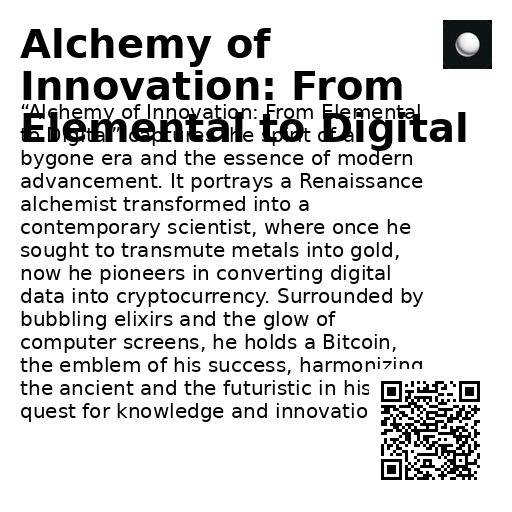 Alchemy of
Innovation: From
Elemental to Digital
“Alchemy of Innovation: From Elemental
to Digital” captures the spirit of a
bygone era and the essence of modern
advancement. It portrays a Renaissance
alchemist transformed into a
contemporary scientist, where once he
sought to transmute metals into gold,
now he pioneers in converting digital
data into cryptocurrency. Surrounded by
bubbling elixirs and the glow of
computer screens, he holds a Bitcoin,
the emblem of his success, harmonizing
the ancient and the futuristic in his
quest for knowledge and innovatio